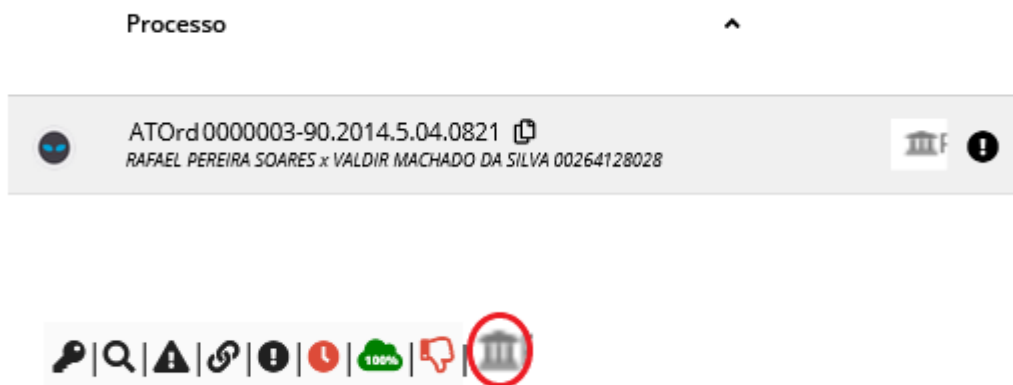 Processo
ATOrd 0000003-90.2014.5.04.0821
RAFAEL PEREIRA SOARES x VALDIR MACHADO DA SILVA 00264128028
100%